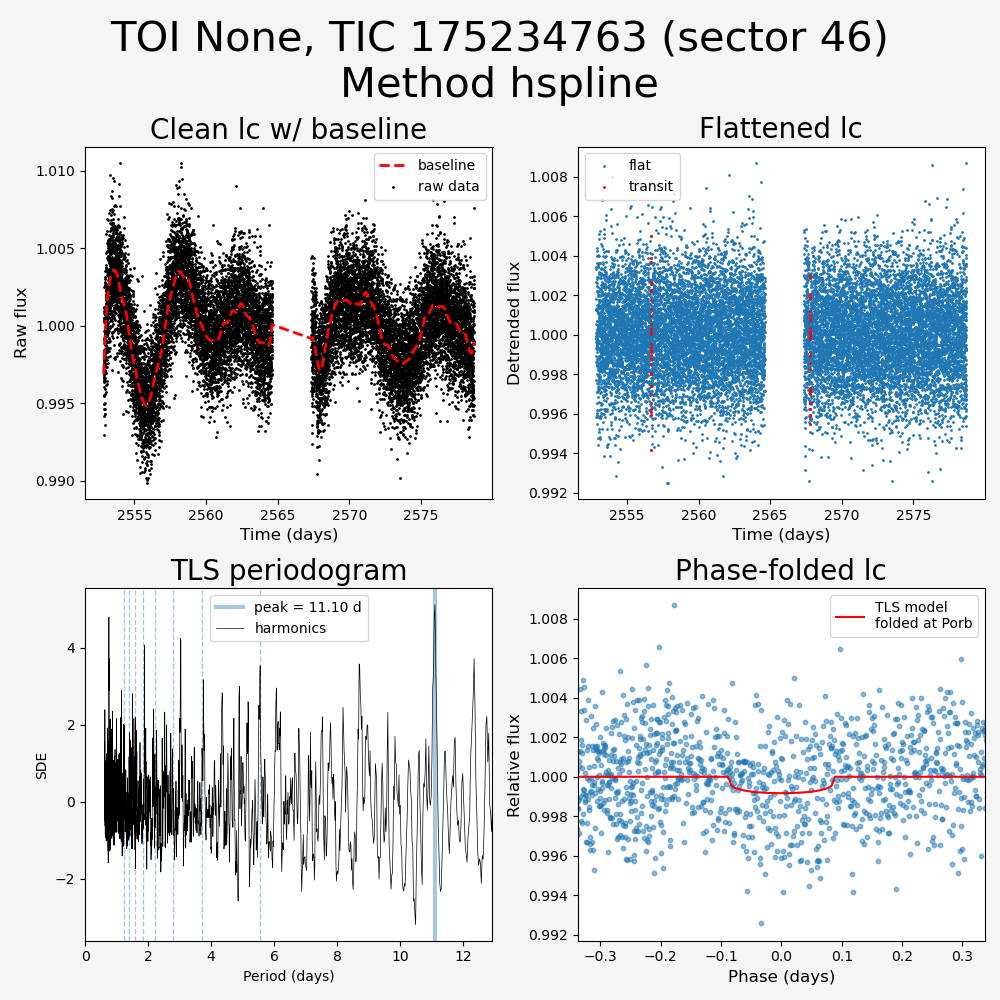 TOI None, TIC 175234763 (sector 46)
Method hspline
Clean lc w/ baseline
baseline
raw data
1.010
1.005
1.000
0.995
0.990
Raw flux
2555
2560
2565
2570
2575
Time (days)
Flattened lc
flat
transit
1.008
1.006
1.004
1.002
1.000
0.998
0.996
0.994
0.992
Detrended flux
2555
2560
2565
2570
2575
Time (days)
TLS periodogram
peak = 11.10 d
harmonics
4
2
0
−2
SDE
0
2
4
6
8
10
12
Period (days)
Phase-folded lc
TLS model
folded at Porb
1.008
1.006
1.004
1.002
1.000
0.998
0.996
0.994
0.992
Relative flux
−0.3
−0.2
−0.1
0.0
0.1
0.2
0.3
Phase (days)